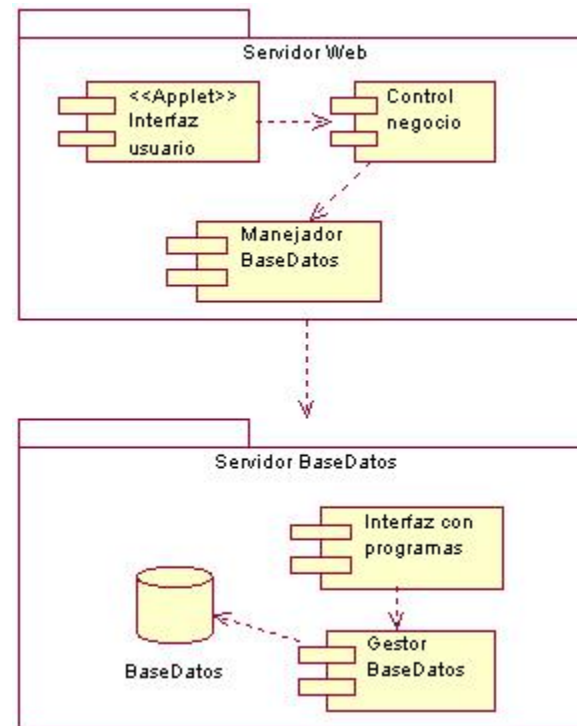 Servidor Web
<<Applet>>
Interfaz
usuario
Control
negocio
Manejador
BaseDatos
Servidor BaseDatos
Interfaz con
programas
Gestor
BaseDatos
BaseDatos